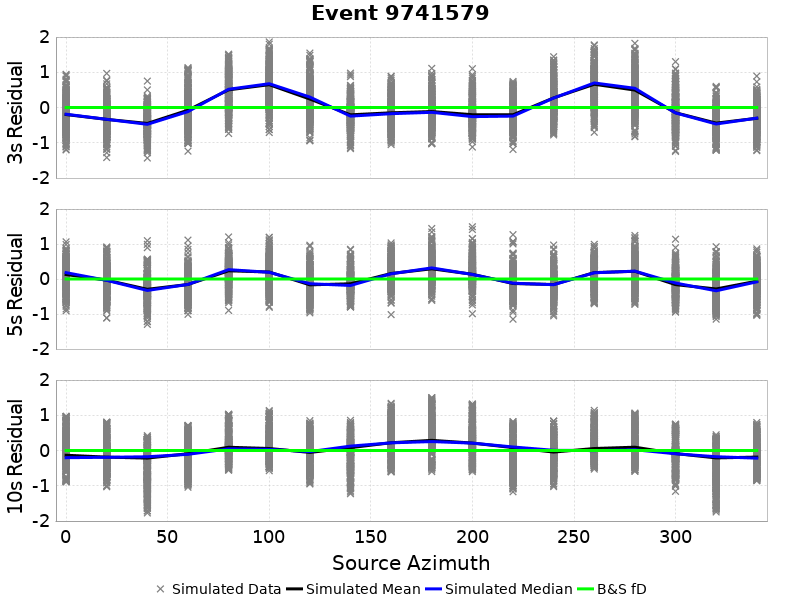 Event 9741579
2
1
0
-1
-2
3s Residual
2
1
0
-1
-2
5s Residual
2
1
0
-1
-2
10s Residual
0 50 100 150 200 250 300
Source Azimuth
Simulated Data Simulated Mean Simulated Median B&S fD